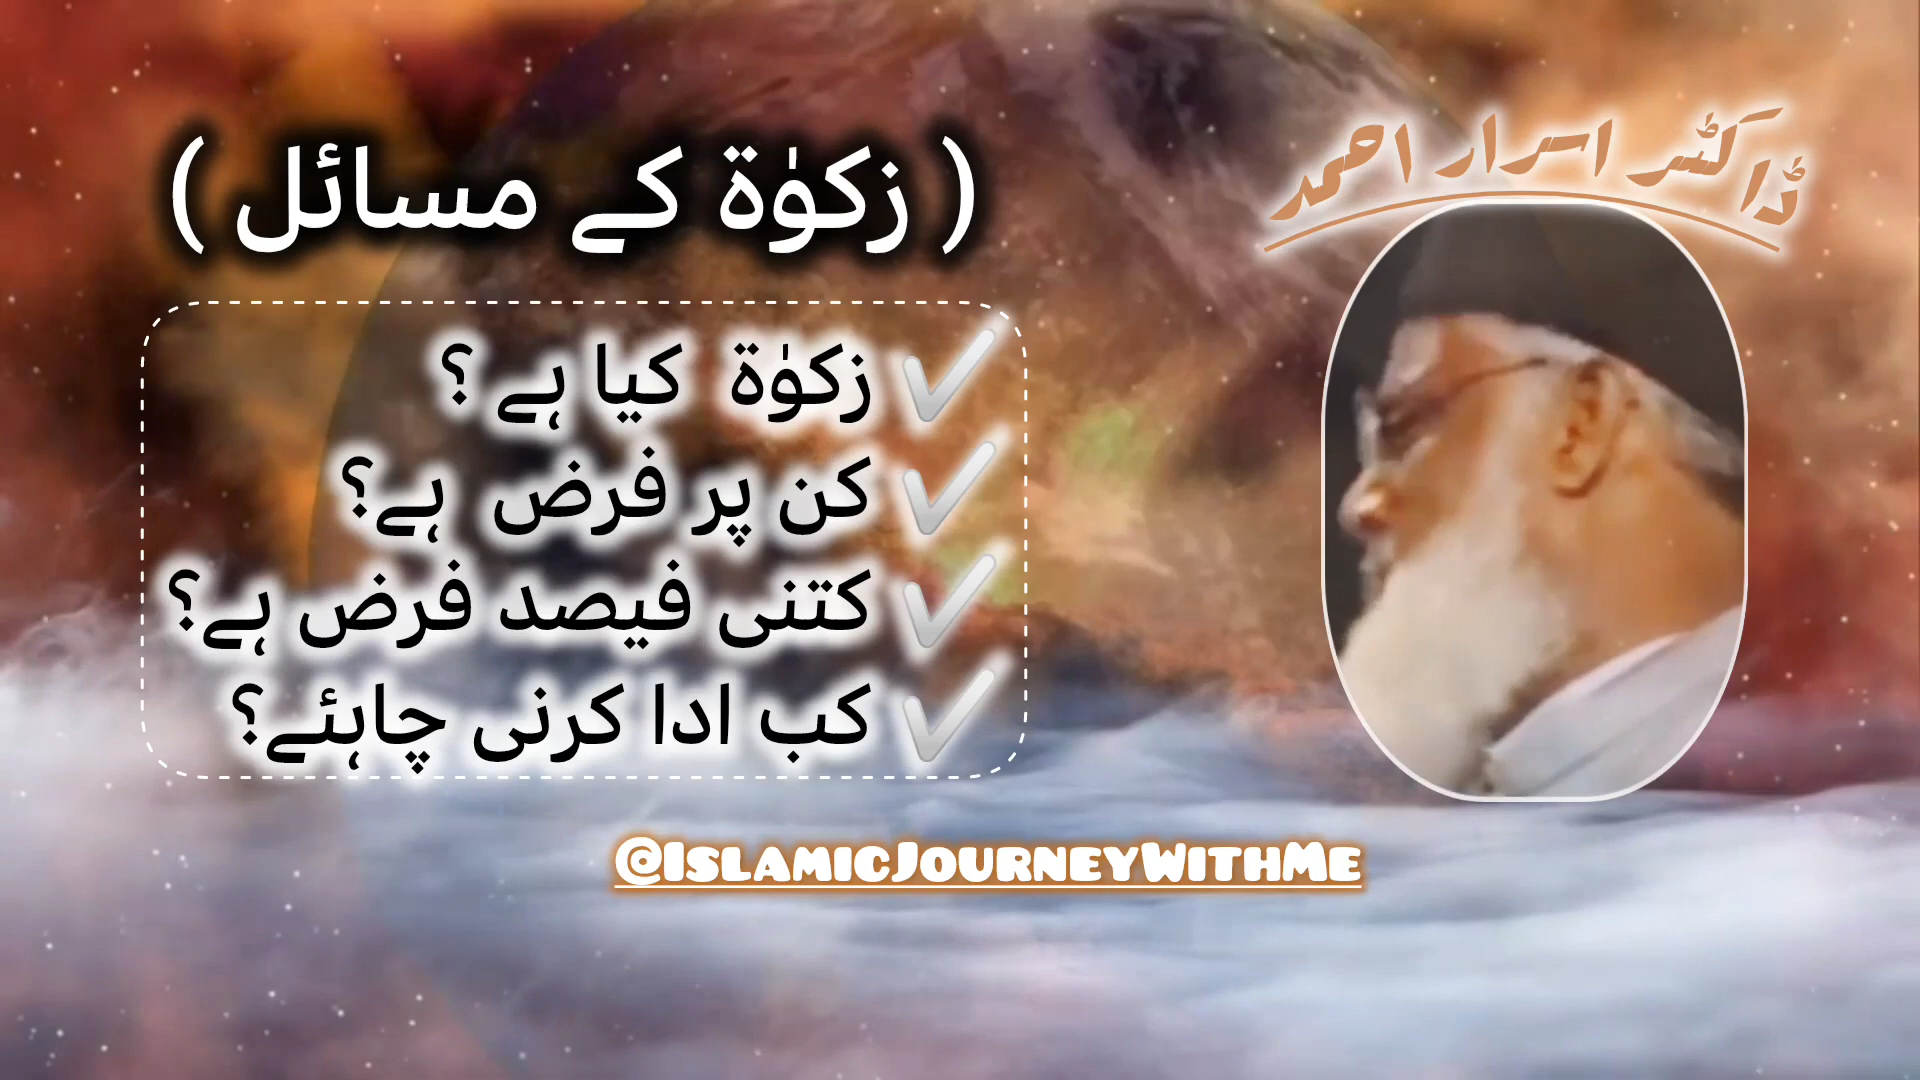 ڈاکٹر اسرار احمد
( زکوٰۃ کے مسائل )
✔ زکوٰۃ کیا ہے؟
✔ کن پر فرض ہے؟
✔ کتنی فیصد فرض ہے؟
✔ کب ادا کرنی چاہئے؟
@IslamicJourneyWithMe